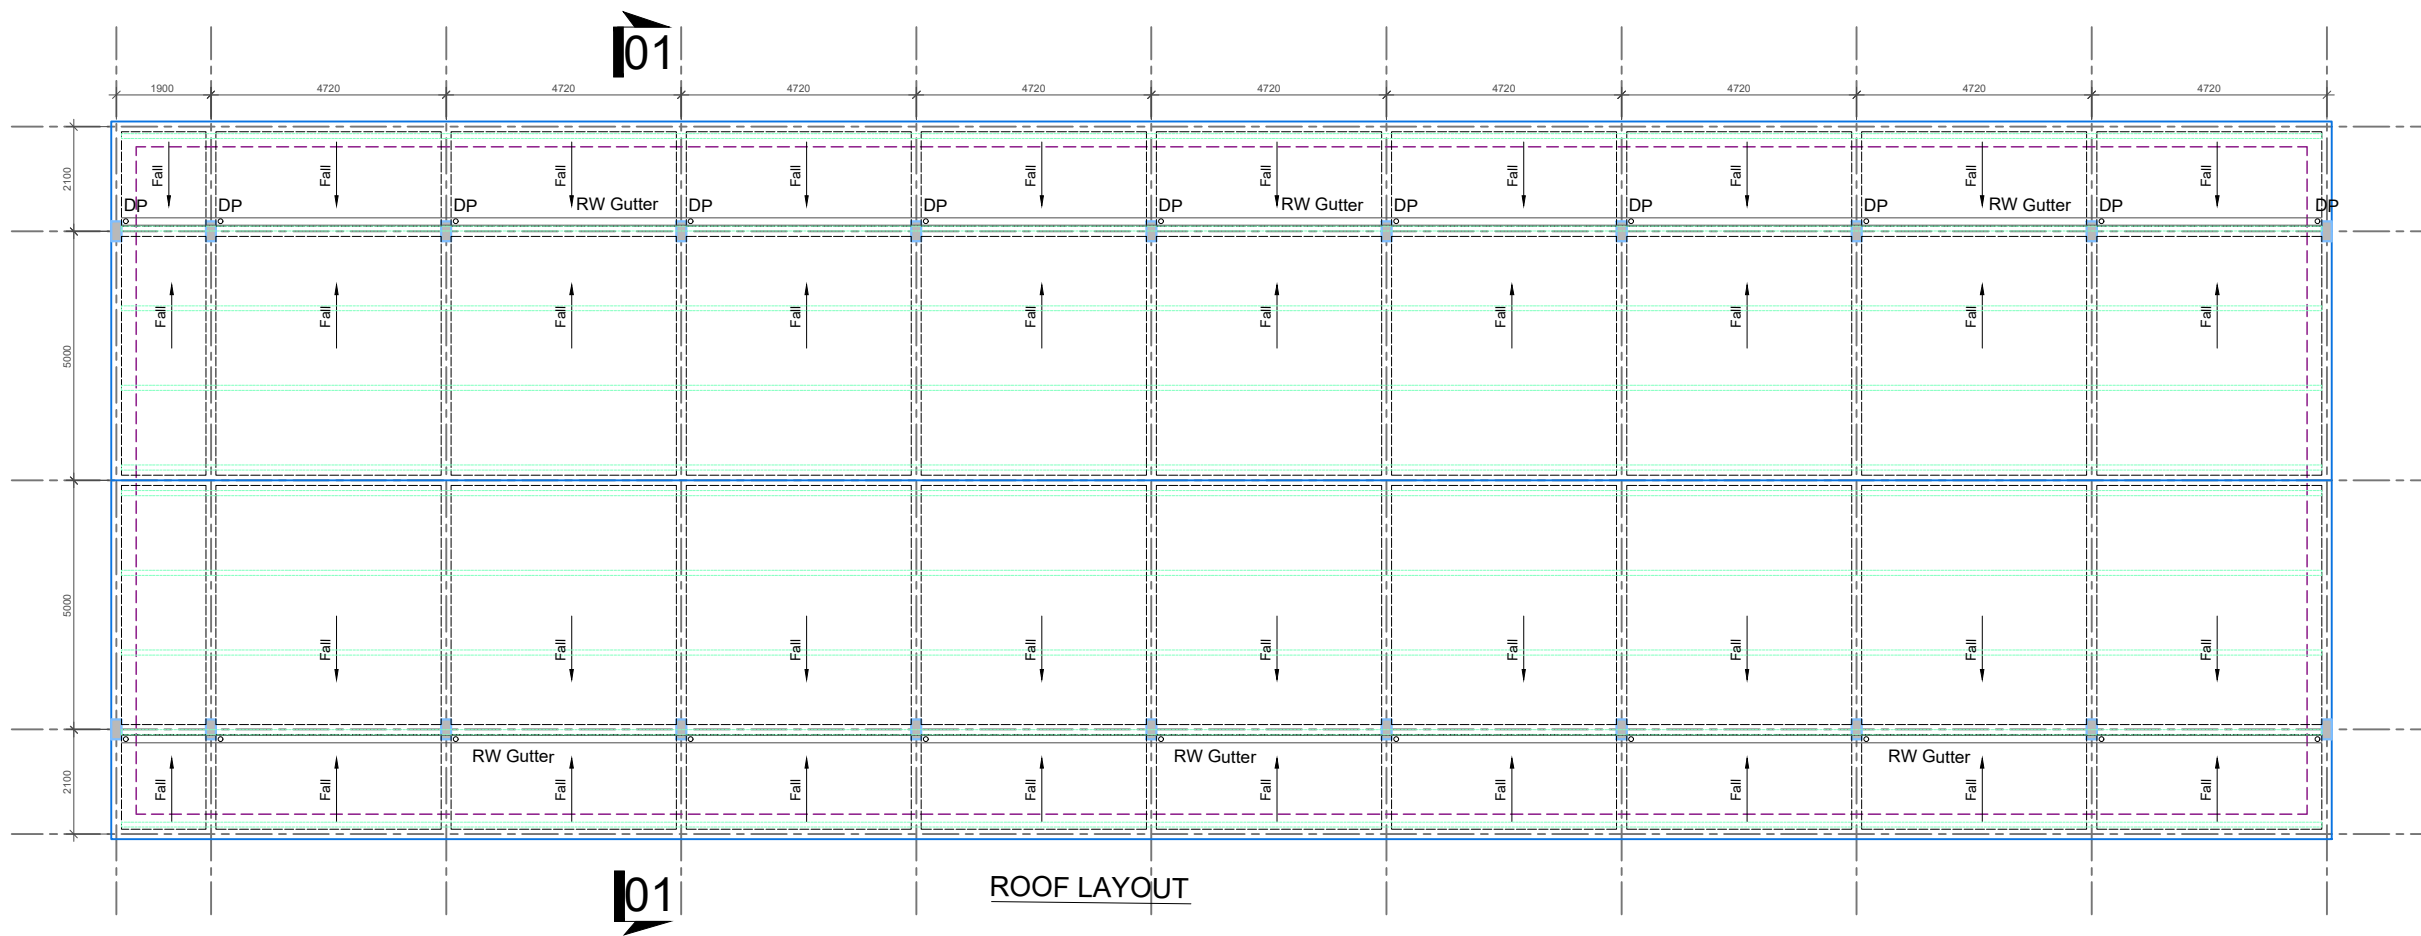 01
1900 4720 4720 4720 4720 4720 4720 4720 4720 4720
2100
Fall Fall Fall Fall Fall Fall Fall Fall Fall Fall
DP DP DP RW Gutter DP DP DP RW Gutter DP DP DP RW Gutter DP DP
5000
Fall Fall Fall Fall Fall Fall Fall Fall Fall Fall
5000
Fall Fall Fall Fall Fall Fall Fall Fall Fall
RW Gutter RW Gutter RW Gutter
2100
Fall Fall Fall Fall Fall Fall Fall Fall Fall Fall
01
ROOF LAYOUT